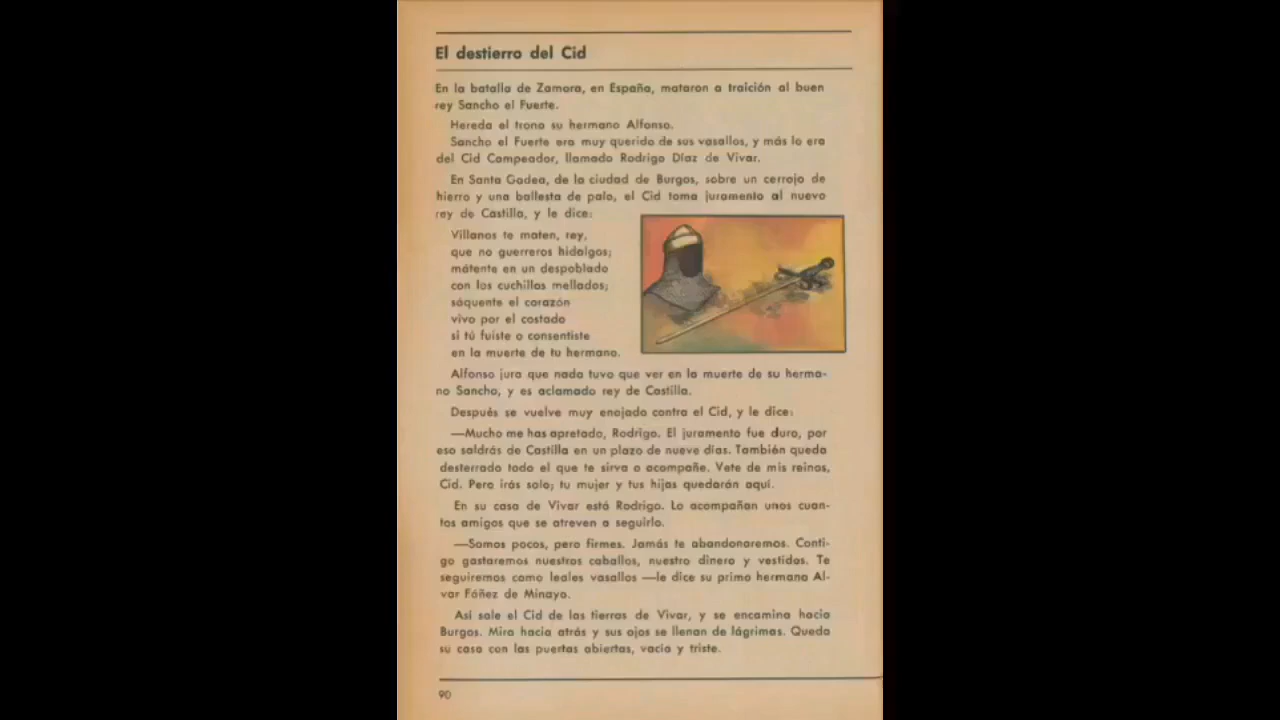 El destierro del Cid
En la batalla de Zamora, en España, mataron a traición al buen
rey Sancho el Fuerte.
Hereda el trono su hermano Alfonso.
Sancho el Fuerte era muy querido de sus vasallos, y más lo era
del Cid Campeador, llamado Rodrigo Díaz de Vivar.
En Santa Gadea, de la ciudad de Burgos, sobre un cerrojo de
hierro y una ballesta de palo, el Cid toma juramento al nuevo
rey de Castilla, y le dice:
Villanos te maten, rey,
que no guerreros hidalgos;
mátente en un despoblado
con los cuchillos mellados;
sáquente el corazón
vivo por el costado
si tú fuiste o consentiste
en la muerte de tu hermano.
Alfonso jura que nada tuvo que ver en la muerte de su herma-
no Sancho, y es aclamado rey de Castilla.
Después se vuelve muy enojado contra el Cid, y le dice:
—Mucho me has apretado, Rodrigo. El juramento fue duro, por
eso saldrás de Castilla en un plazo de nueve días. También queda
desterrado todo el que te sirva o acompañe. Vete de mis reinos,
Cid. Pero irás solo; tu mujer y tus hijas quedarán aquí.
En su casa de Vivar está Rodrigo. Lo acompañan unos cuan-
tos amigos que se atreven a seguirlo.
—Somos pocos, pero firmes. Jamás te abandonaremos. Conti-
go gastaremos nuestros caballos, nuestro dinero y vestidos. Te
seguiremos como leales vasallos —le dice su primo hermano Al-
var Fáñez de Minaya.
Así sale el Cid de las tierras de Vivar, y se encamina hacia
Burgos. Mira hacia atrás y sus ojos se llenan de lágrimas. Queda
su casa con las puertas abiertas, vacía y triste.
90